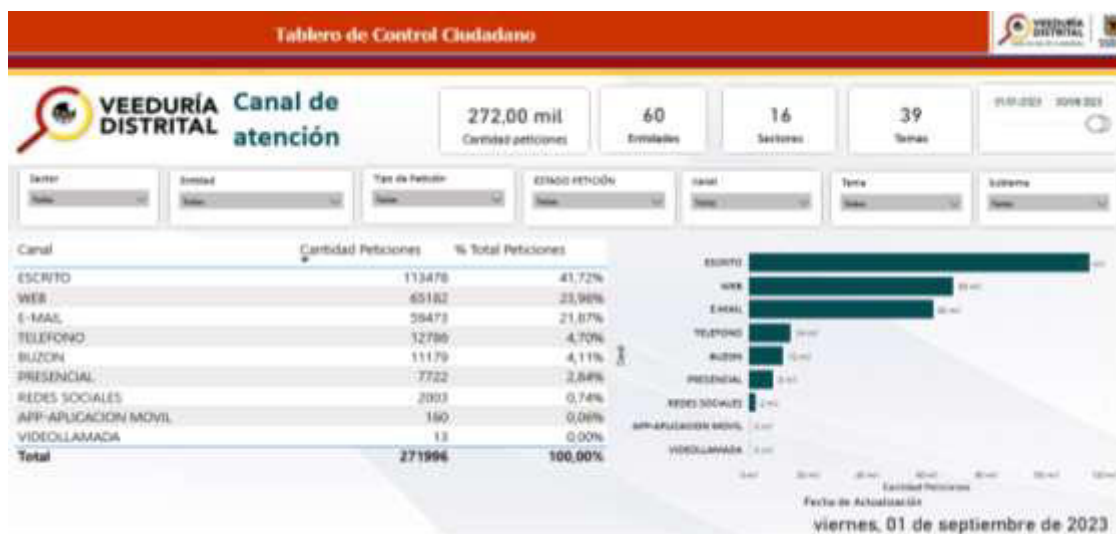 Tablero de Control Ciudadano
VEEDURÍA
DISTRITAL
VEEDURÍA
DISTRITAL
Canal de
atención
272,00 mil
Cantidad peticiones
60
Entidades
16
Sectores
39
Temas
Sector
Entidad
Tipo de Petición
ESTADO PETICIÓN
Canal
Tema
Subtema
Canal Cantidad Peticiones % Total Peticiones
ESCRITO 113478 41,72%
WEB 65182 23,96%
E-MAIL 59473 21,87%
TELEFONO 12786 4,70%
BUZON 11179 4,11%
PRESENCIAL 7722 2,84%
REDES SOCIALES 2003 0,74%
APP-APLICACION MOVIL 160 0,06%
VIDEOLLAMADA 13 0,00%
Total 271996 100,00%
Canal
ESCRITO
WEB
E-MAIL
TELEFONO
BUZON
PRESENCIAL
REDES SOCIALES
APP-APLICACION MOVIL
VIDEOLLAMADA
Cantidad Peticiones
Fecha de Actualización
viernes, 01 de septiembre de 2023